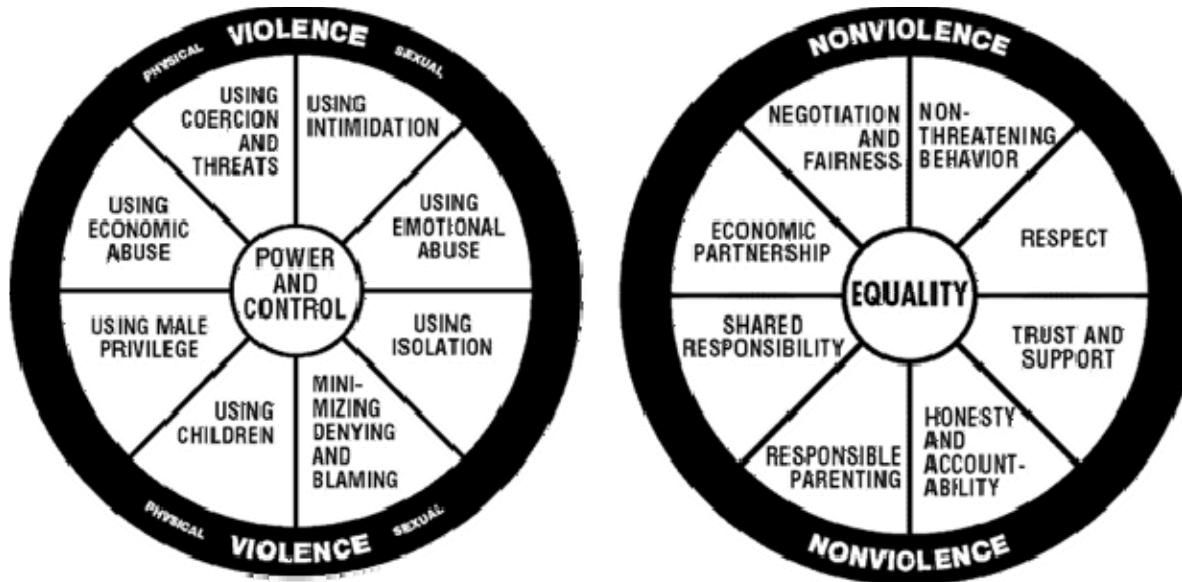 PHYSICAL VIOLENCE SEXUAL
USING
COERCION
AND
THREATS
USING
INTIMIDATION
USING
EMOTIONAL
ABUSE
USING
ISOLATION
MINI-
MIZING
DENYING
AND
BLAMING
USING
CHILDREN
USING MALE
PRIVILEGE
USING
ECONOMIC
ABUSE
POWER
AND
CONTROL
PHYSICAL VIOLENCE SEXUAL
NONVIOLENCE
NEGOTIATION
AND
FAIRNESS
NON-
THREATENING
BEHAVIOR
RESPECT
TRUST AND
SUPPORT
HONESTY
AND
ACCOUNT-
ABILITY
RESPONSIBLE
PARENTING
SHARED
RESPONSIBILITY
ECONOMIC
PARTNERSHIP
EQUALITY
NONVIOLENCE